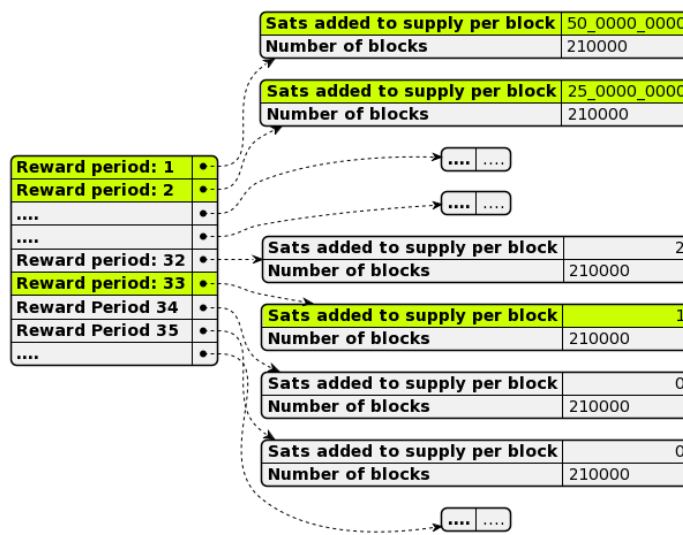 Sats added to supply per block 50_0000_0000
Number of blocks 210000
Sats added to supply per block 25_0000_0000
Number of blocks 210000
.... ....
.... ....
Reward period: 1
Reward period: 2
....
....
Reward period: 32
Reward period: 33
Reward Period 34
Reward Period 35
....
Sats added to supply per block 2
Number of blocks 210000
Sats added to supply per block 1
Number of blocks 210000
Sats added to supply per block 0
Number of blocks 210000
Sats added to supply per block 0
Number of blocks 210000
.... ....